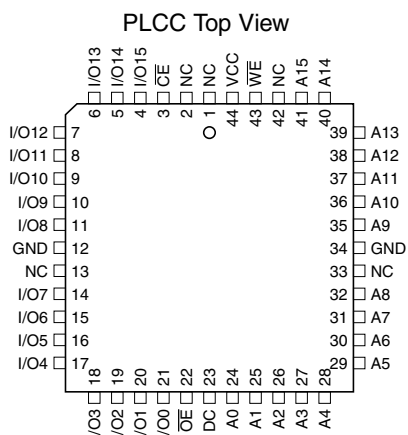 PLCC Top View
I/O13 I/O14 I/O15 CE NC NC VCC WE NC A15 A14
6 5 4 3 2 1 44 43 42 41 40
I/O12 7 39 A13
I/O11 8 38 A12
I/O10 9 37 A11
I/O9 10 36 A10
I/O8 11 35 A9
GND 12 34 GND
NC 13 33 NC
I/O7 14 32 A8
I/O6 15 31 A7
I/O5 16 30 A6
I/O4 17 29 A5
18 19 20 21 22 23 24 25 26 27 28
I/O3 I/O2 I/O1 I/O0 OE DC A0 A1 A2 A3 A4